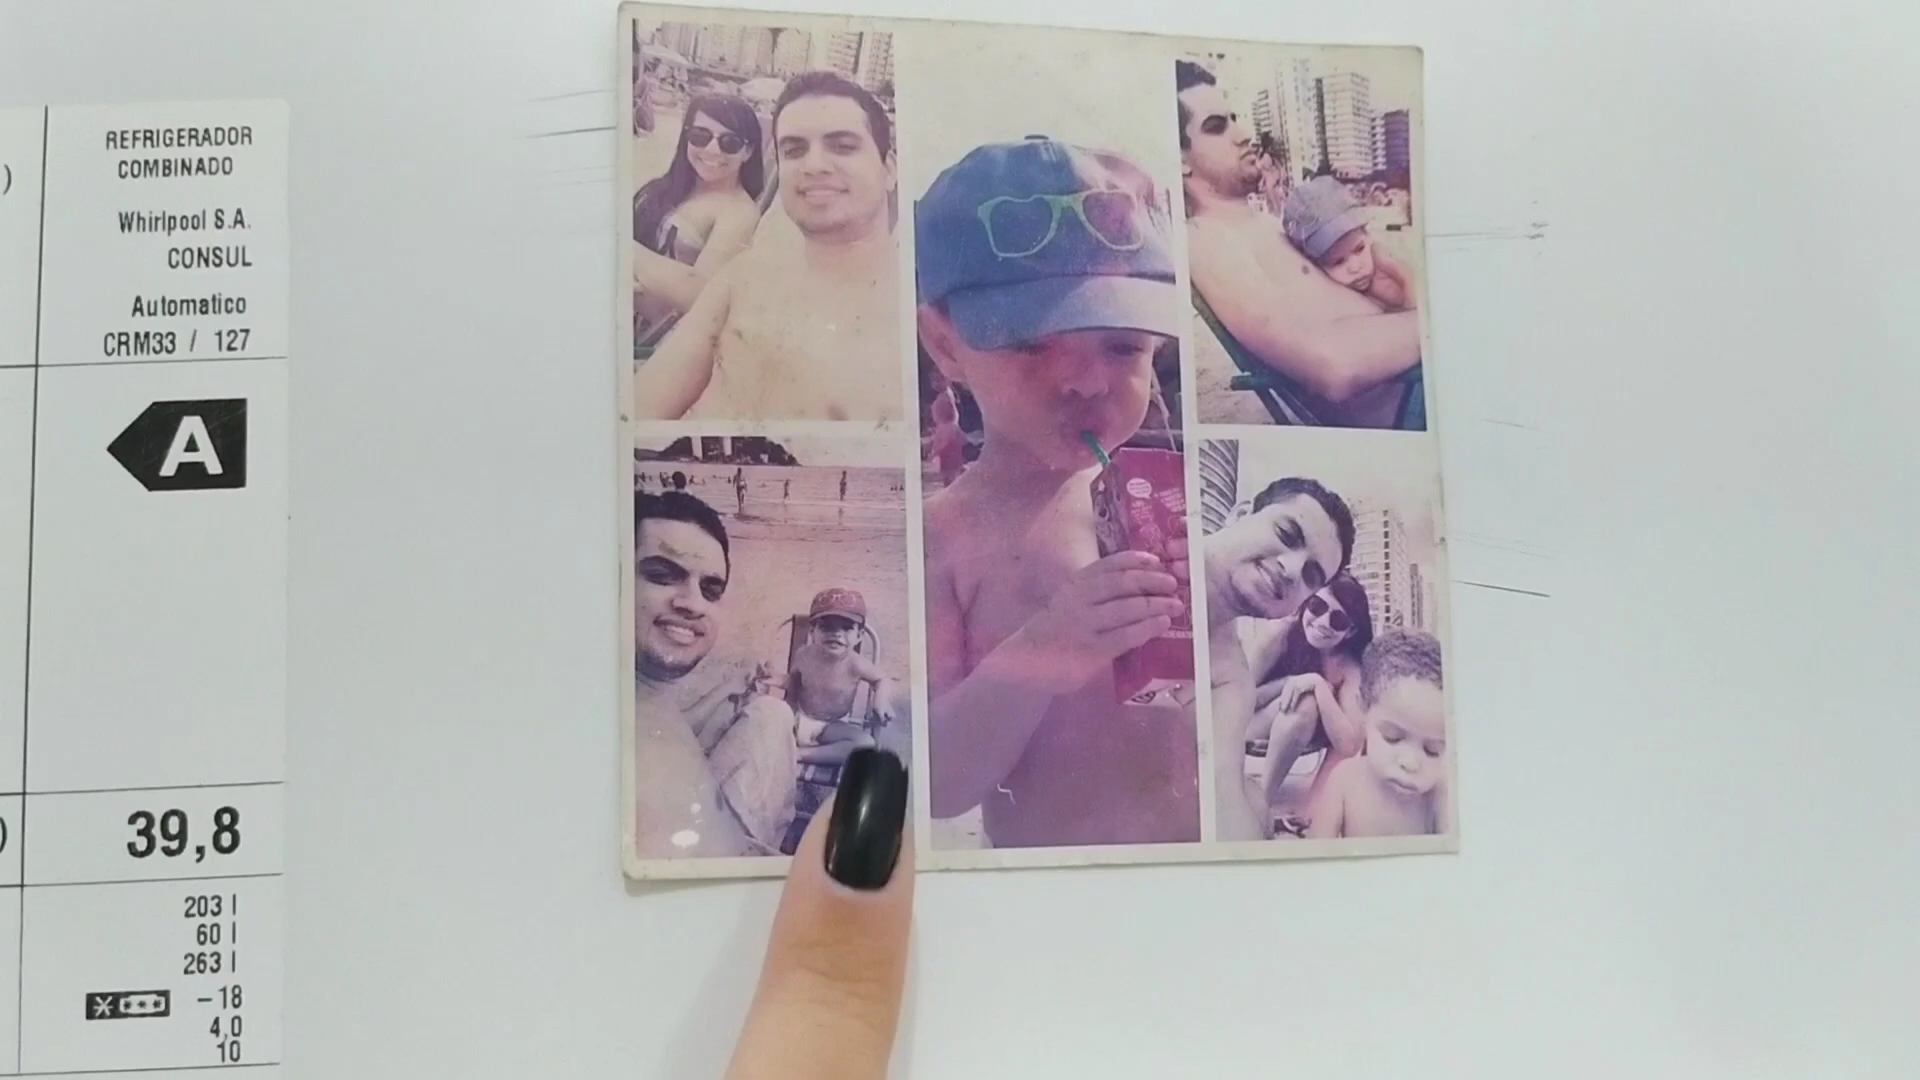 )
REFRIGERADOR
COMBINADO
Whirlpool S.A.
CONSUL
Automatico
CRM33 / 127
A
)
39,8
203 l
60 l
263 l
-18
4,0
10